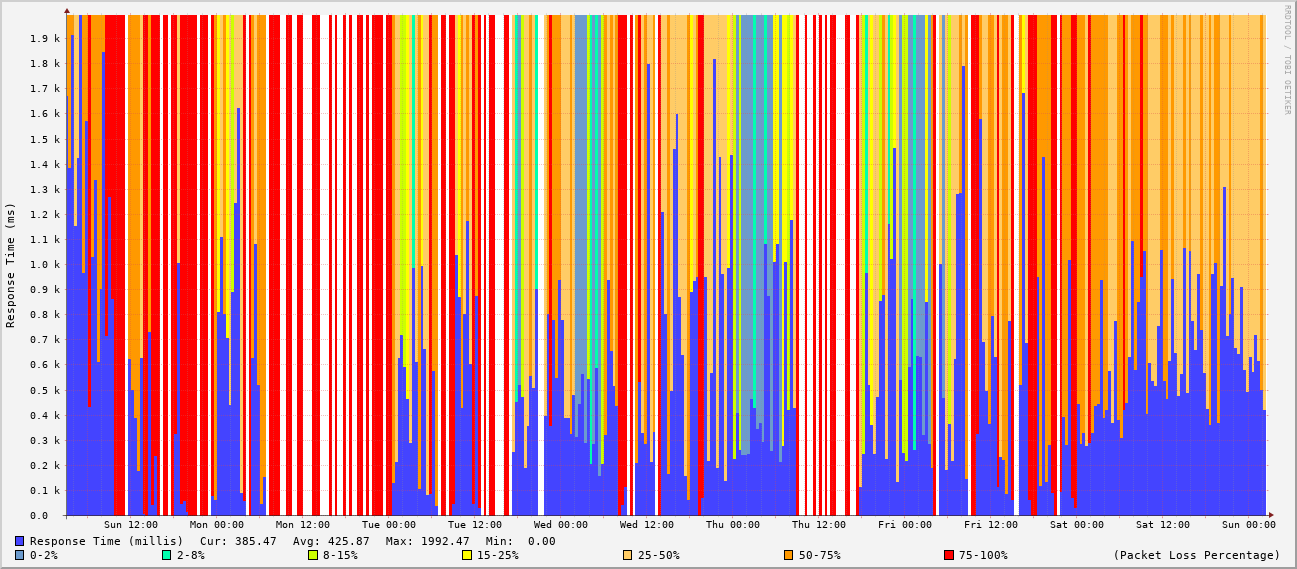 RRDTOOL / TOBI OETIKER
Response Time (ms)
1.9 k
1.8 k
1.7 k
1.6 k
1.5 k
1.4 k
1.3 k
1.2 k
1.1 k
1.0 k
0.9 k
0.8 k
0.7 k
0.6 k
0.5 k
0.4 k
0.3 k
0.2 k
0.1 k
0.0
Sun 12:00 Mon 00:00 Mon 12:00 Tue 00:00 Tue 12:00 Wed 00:00 Wed 12:00 Thu 00:00 Thu 12:00 Fri 00:00 Fri 12:00 Sat 00:00 Sat 12:00 Sun 00:00
Response Time (millis) Cur: 385.47 Avg: 425.87 Max: 1992.47 Min: 0.00
0-2% 2-8% 8-15% 15-25% 25-50% 50-75% 75-100% (Packet Loss Percentage)